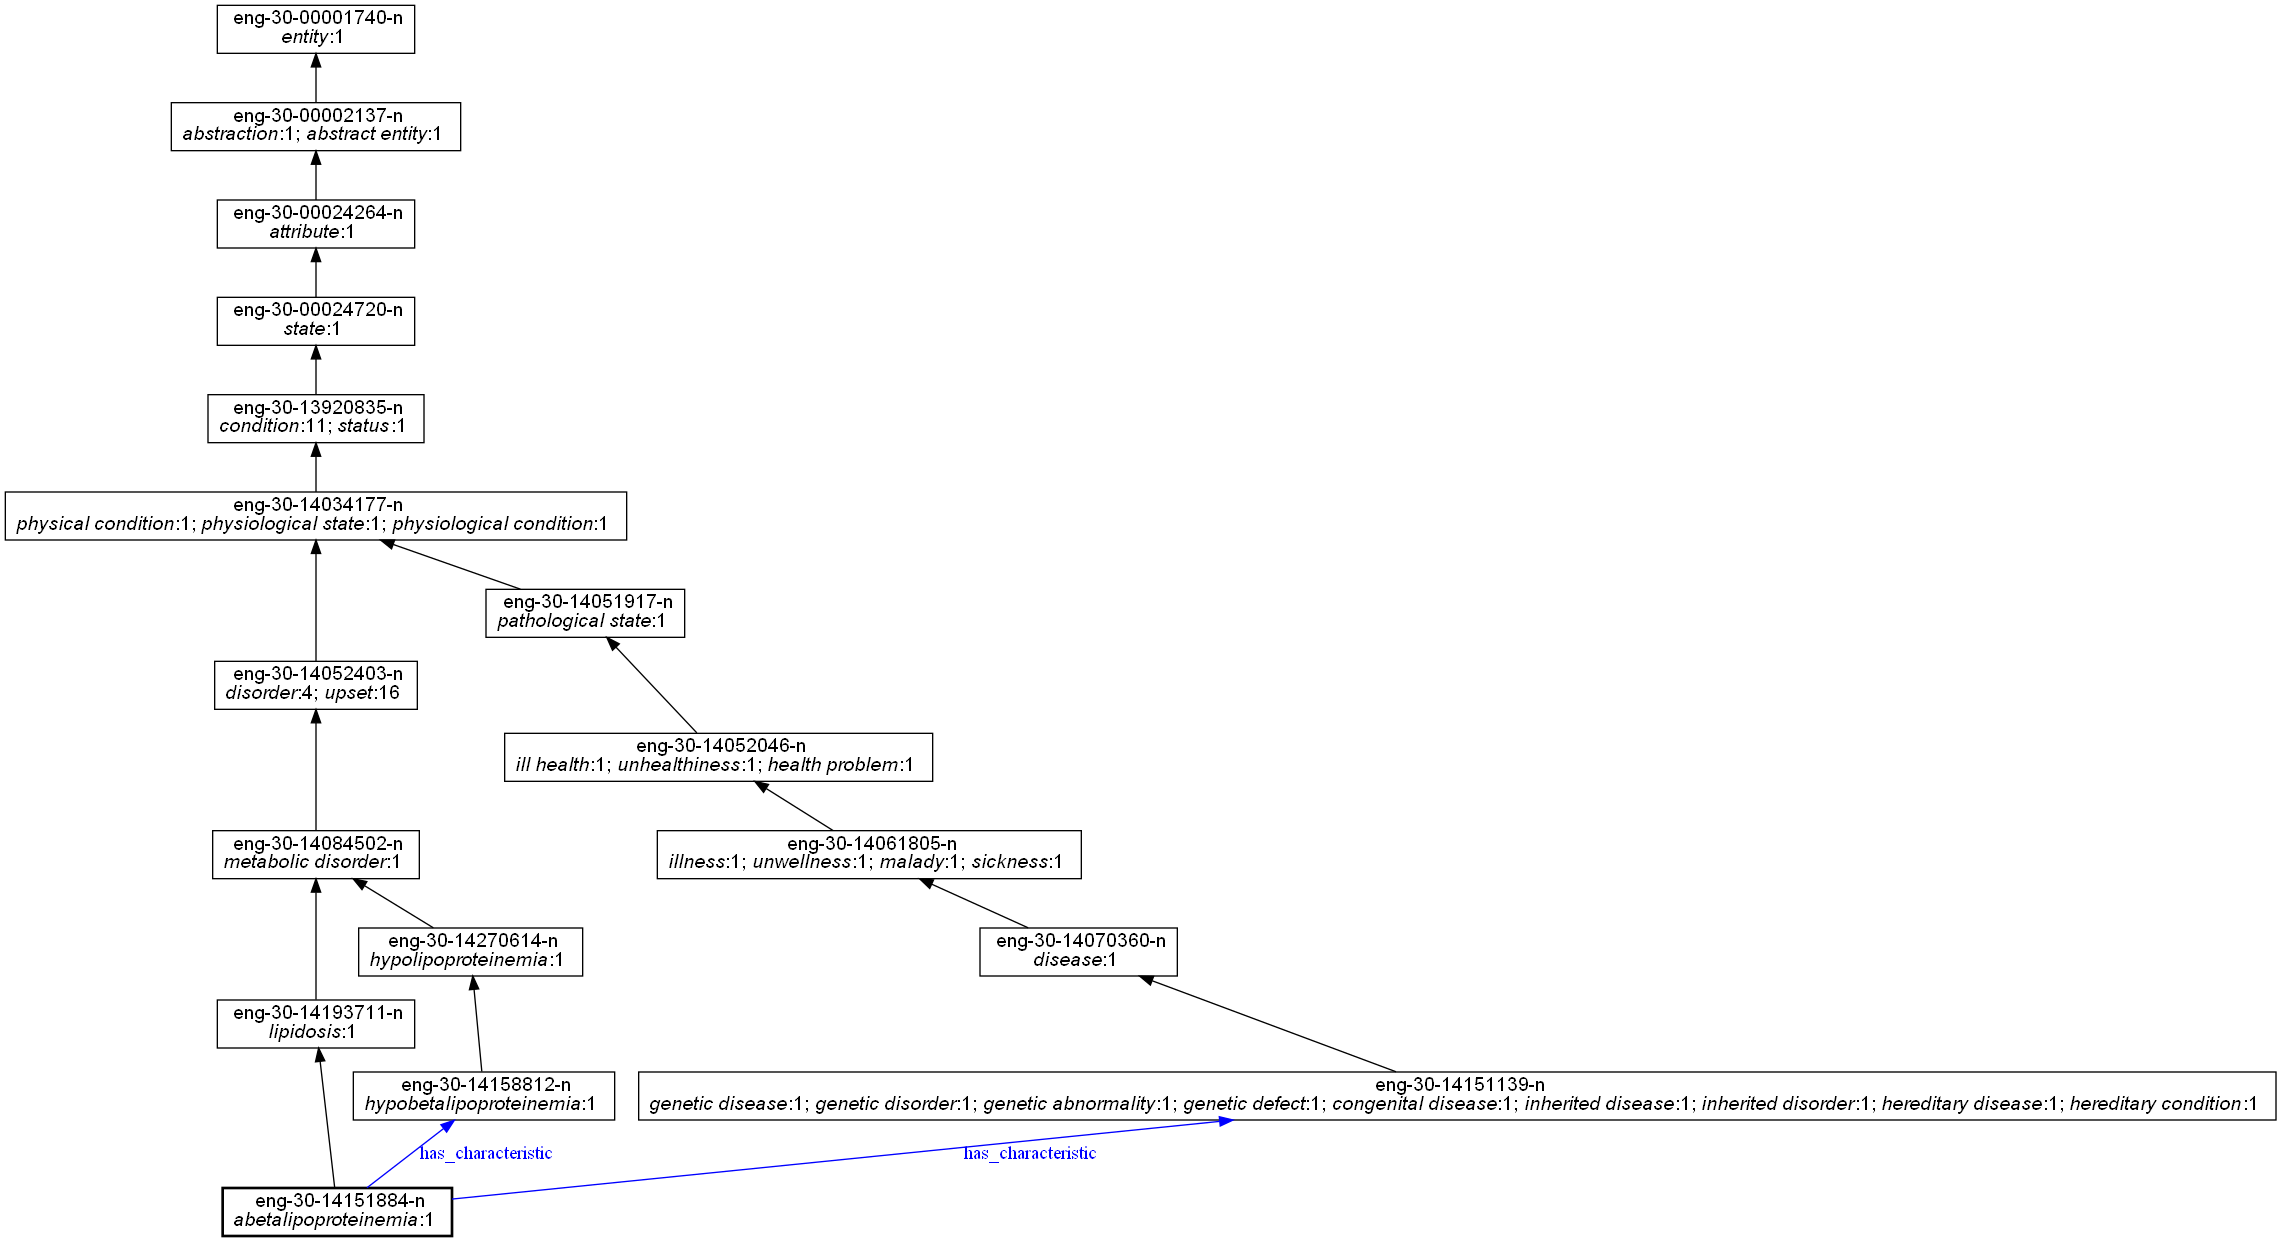 eng-30-00001740-n
entity:1
eng-30-00002137-n
abstraction:1; abstract entity:1
eng-30-00024264-n
attribute:1
eng-30-00024720-n
state:1
eng-30-13920835-n
condition:11; status:1
eng-30-14034177-n
physical condition:1; physiological state:1; physiological condition:1
eng-30-14051917-n
pathological state:1
eng-30-14052403-n
disorder:4; upset:16
eng-30-14052046-n
ill health:1; unhealthiness:1; health problem:1
eng-30-14084502-n
metabolic disorder:1
eng-30-14061805-n
illness:1; unwellness:1; malady:1; sickness:1
eng-30-14270614-n
hypolipoproteinemia:1
eng-30-14070360-n
disease:1
eng-30-14193711-n
lipidosis:1
eng-30-14158812-n
hypobetalipoproteinemia:1
eng-30-14151139-n
genetic disease:1; genetic disorder:1; genetic abnormality:1; genetic defect:1; congenital disease:1; inherited disease:1; inherited disorder:1; hereditary disease:1; hereditary condition:1
has_characteristic
has_characteristic
eng-30-14151884-n
abetalipoproteinemia:1